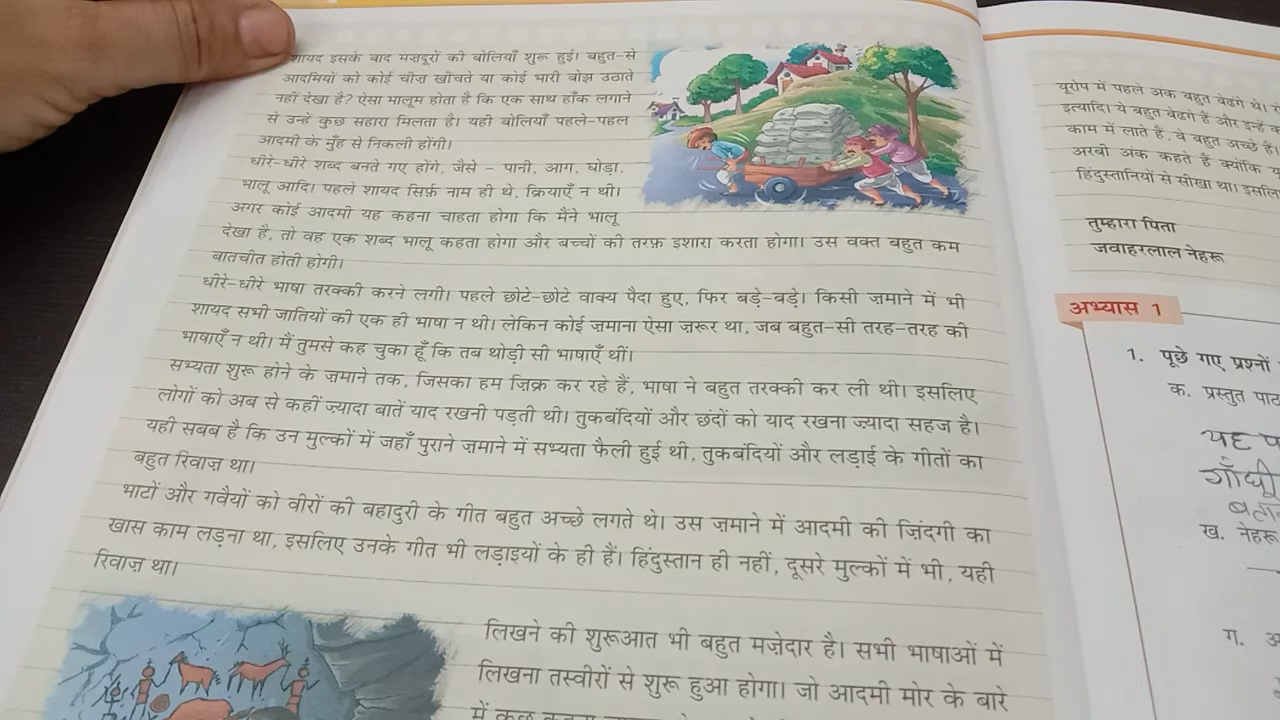 शायद इसके बाद मज़दूरों की बोलियाँ शुरू हुईं। बहुत-से
आदमियों को कोई चीज़ खींचते या कोई भारी बोझ उठाते
नहीं देखा है? ऐसा मालूम होता है कि एक साथ हाँक लगाने
से उन्हें कुछ सहारा मिलता है। यही बोलियाँ पहले-पहल
आदमी के मुँह से निकली होंगी।
धीरे-धीरे शब्द बनते गए होंगे, जैसे – पानी, आग, घोड़ा,
भालू आदि। पहले शायद सिर्फ़ नाम ही थे, क्रियाएँ न थी।
अगर कोई आदमी यह कहना चाहता होगा कि मैंने भालू
देखा है, तो वह एक शब्द भालू कहता होगा और बच्चों की तरफ़ इशारा करता होगा। उस वक्त बहुत कम
बातचीत होती होगी।
धीरे-धीरे भाषा तरक्की करने लगी। पहले छोटे-छोटे वाक्य पैदा हुए, फिर बड़े-बड़े। किसी ज़माने में भी
शायद सभी जातियों की एक ही भाषा न थी। लेकिन कोई ज़माना ऐसा ज़रूर था, जब बहुत-सी तरह-तरह की
भाषाएँ न थी। मैं तुमसे कह चुका हूँ कि तब थोड़ी सी भाषाएँ थीं।
सभ्यता शुरू होने के ज़माने तक, जिसका हम ज़िक्र कर रहे हैं, भाषा ने बहुत तरक्की कर ली थी। इसलिए
लोगों को अब से कहीं ज़्यादा बातें याद रखनी पड़ती थी। तुकबंदियों और छंदों को याद रखना ज्यादा सहज है।
यही सबब है कि उन मुल्कों में जहाँ पुराने ज़माने में सभ्यता फैली हुई थी, तुकबंदियों और लड़ाई के गीतों का
बहुत रिवाज़ था।
भाटों और गवैयों को वीरों की बहादुरी के गीत बहुत अच्छे लगते थे। उस ज़माने में आदमी की ज़िंदगी का
खास काम लड़ना था, इसलिए उनके गीत भी लड़ाइयों के ही हैं। हिंदुस्तान ही नहीं, दूसरे मुल्कों में भी, यही
रिवाज़ था।
लिखने की शुरूआत भी बहुत मज़ेदार है। सभी भाषाओं में
लिखना तस्वीरों से शुरू हुआ होगा। जो आदमी मोर के बारे
में कुछ
यूरोप में पहले अंक बहुत बेढंगे थे।
इत्यादि। ये बहुत बेढंगे हैं और इन्हें
काम में लाते हैं, वे बहुत अच्छे हैं।
अरबी अंक कहते हैं क्योंकि
हिंदुस्तानियों से सीखा था।
तुम्हारा पिता
जवाहरलाल नेहरू
अभ्यास 1
1. पूछे गए प्रश्नों
क. प्रस्तुत
यह
गाँधी
ख. नेहरू
ग.